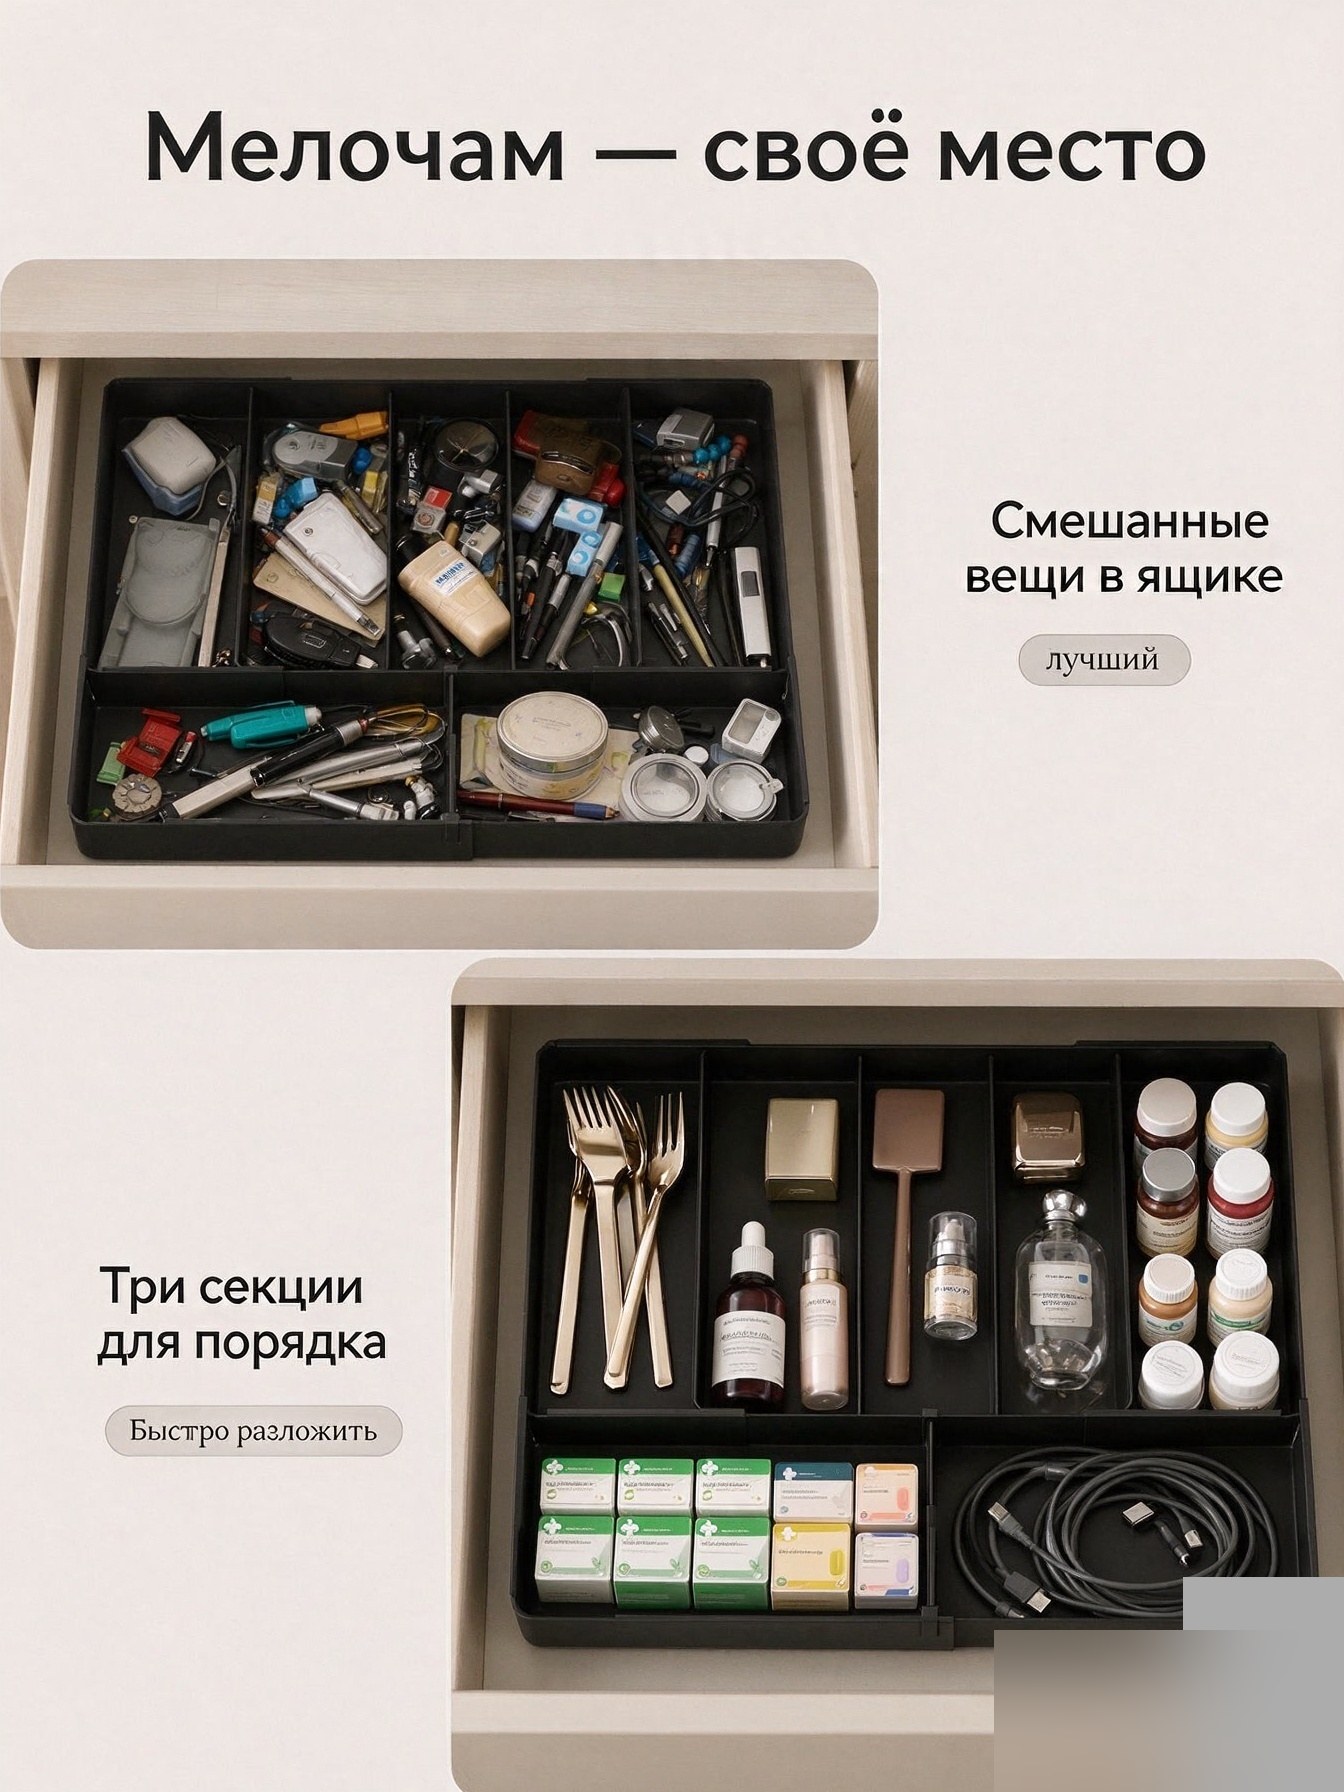 Мелочам — своё место
Смешанные
вещи в ящике
лучший
Три секции
для порядка
Быстро разложить